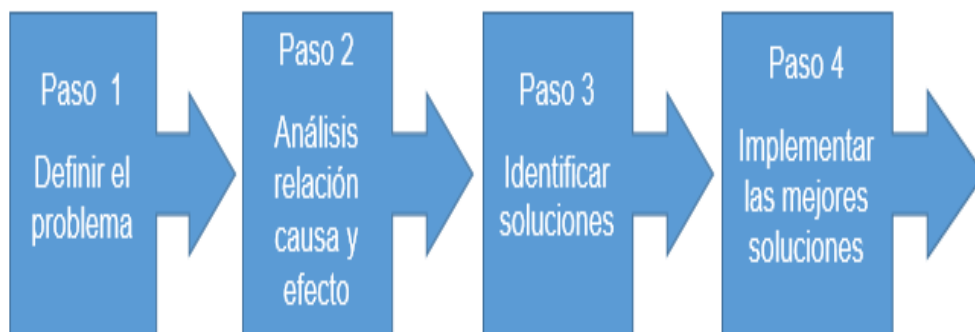 Paso 1
Definir el
problema
Paso 2
Análisis
relación
causa y
efecto
Paso 3
Identificar
soluciones
Paso 4
Implementar
las mejores
soluciones